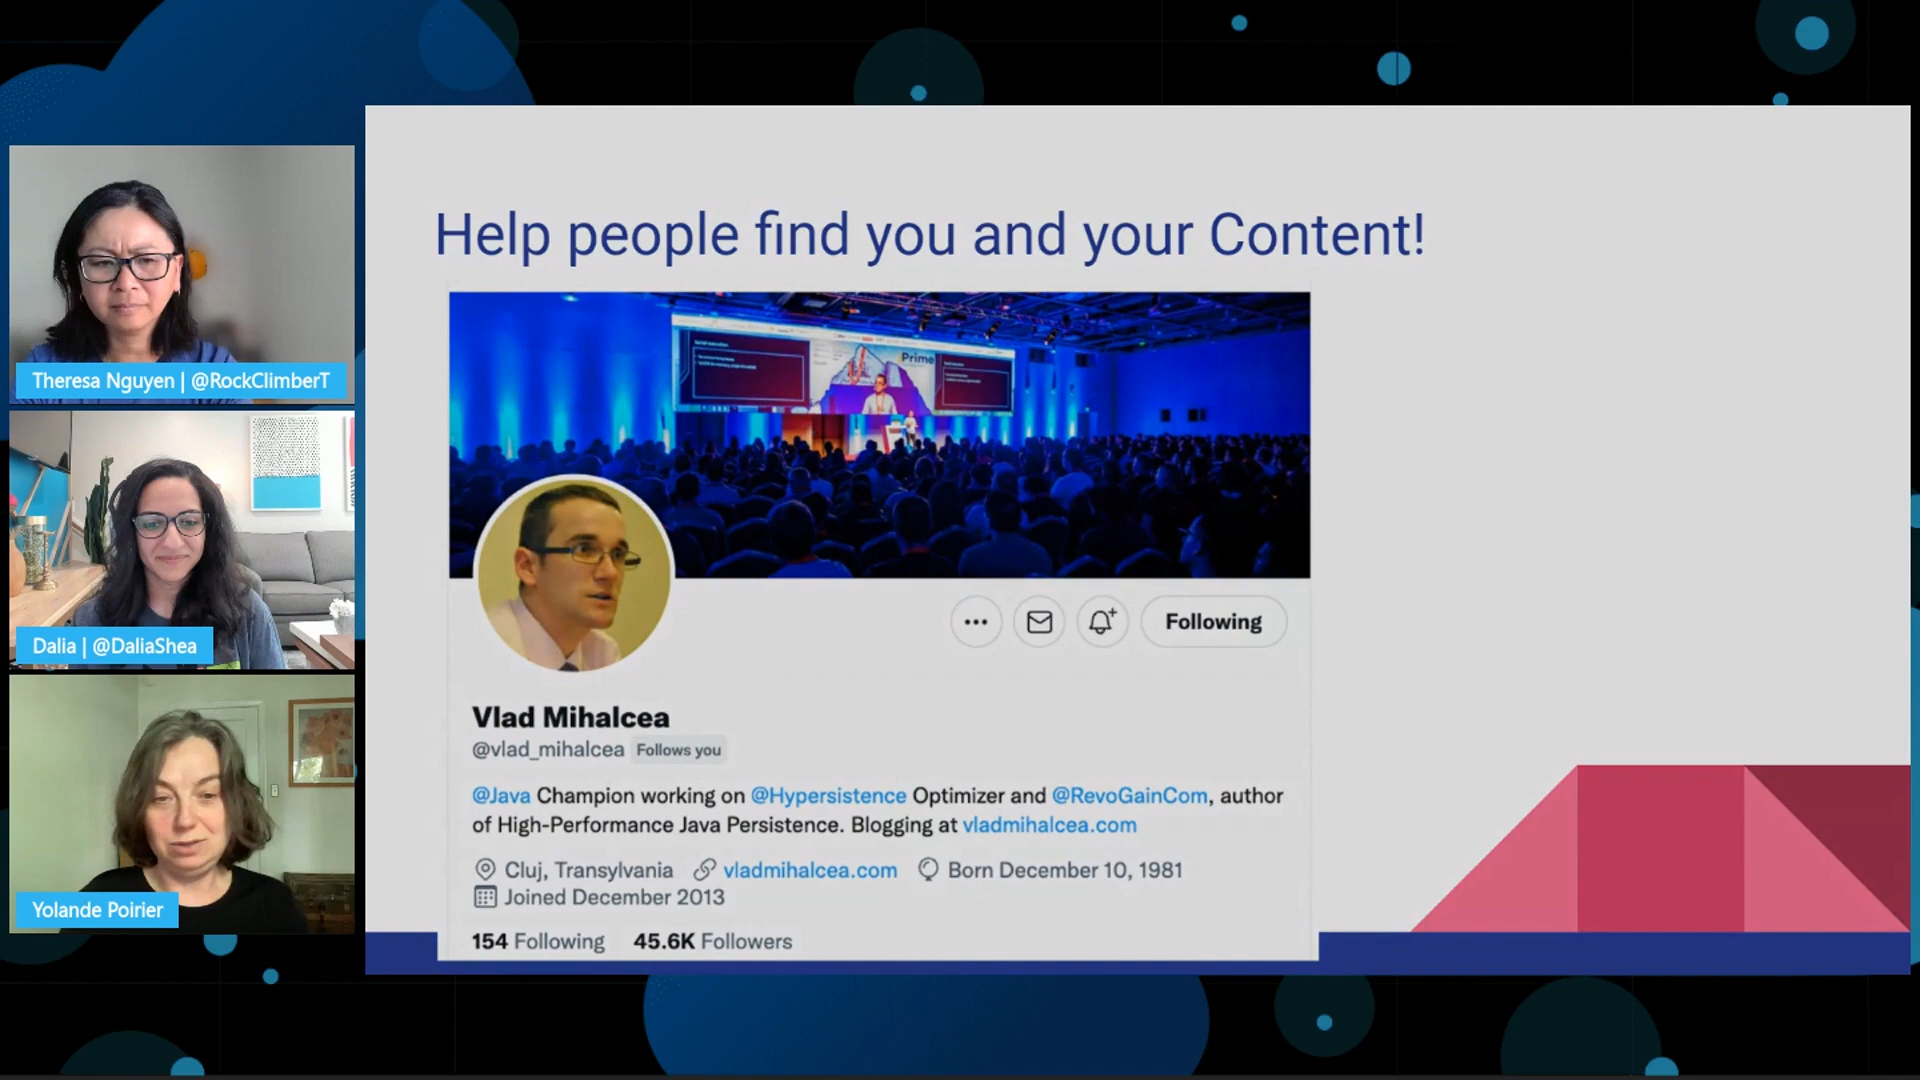 Help people find you and your Content!
Prime
Theresa Nguyen | @RockClimberT
Dalia | @DaliaShea
Yolande Poirier
Following
Vlad Mihalcea
@vlad_mihalcea Follows you
@Java Champion working on @Hypersistence Optimizer and @RevoGainCom, author
of High-Performance Java Persistence. Blogging at vladmihalcea.com
Cluj, Transylvania vladmihalcea.com Born December 10, 1981
Joined December 2013
154 Following 45.6K Followers